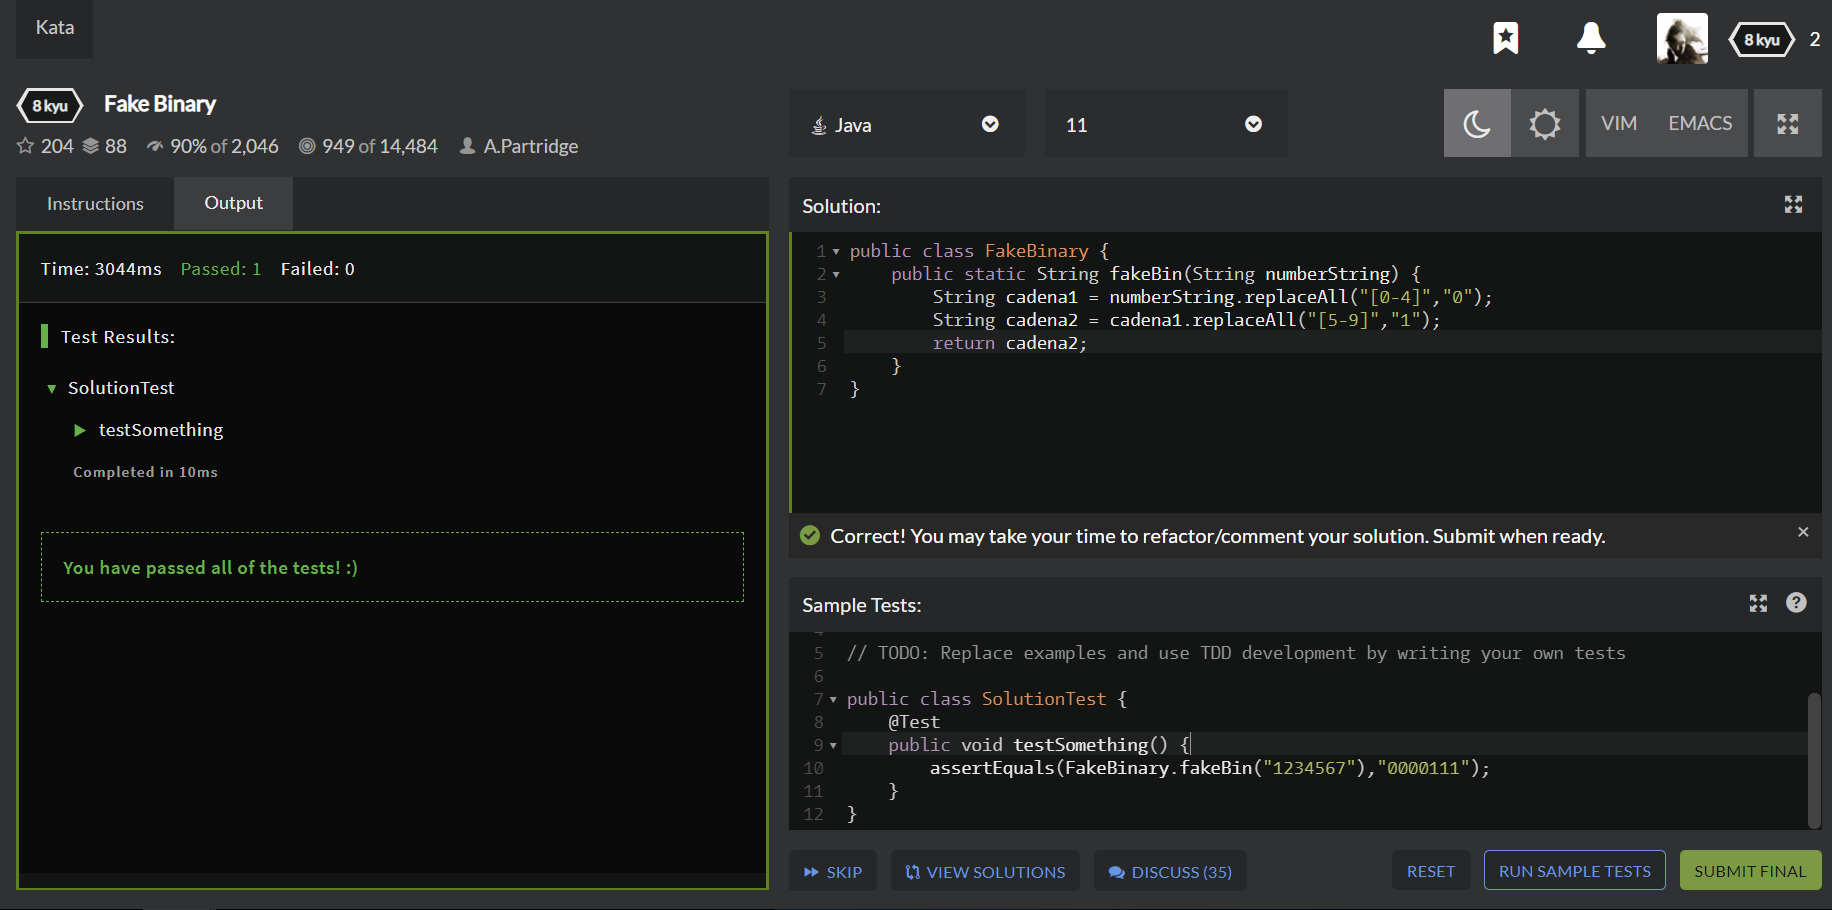 Kata
8 kyu
2
8 kyu
Fake Binary
204 88 90% of 2,046 949 of 14,484 A.Partridge
Java
11
VIM
EMACS
Instructions
Output
Time: 3044ms Passed: 1 Failed: 0
Test Results:
▼ SolutionTest
▶ testSomething
Completed in 10ms
You have passed all of the tests! :)
Solution:
1 public class FakeBinary {
2     public static String fakeBin(String numberString) {
3         String cadena1 = numberString.replaceAll("[0-4]","0");
4         String cadena2 = cadena1.replaceAll("[5-9]","1");
5         return cadena2;
6     }
7 }
Correct! You may take your time to refactor/comment your solution. Submit when ready.
×
Sample Tests:
?
4
5 // TODO: Replace examples and use TDD development by writing your own tests
6
7 public class SolutionTest {
8     @Test
9     public void testSomething() {
10         assertEquals(FakeBinary.fakeBin("1234567"),"0000111");
11     }
12 }
SKIP
VIEW SOLUTIONS
DISCUSS (35)
RESET
RUN SAMPLE TESTS
SUBMIT FINAL